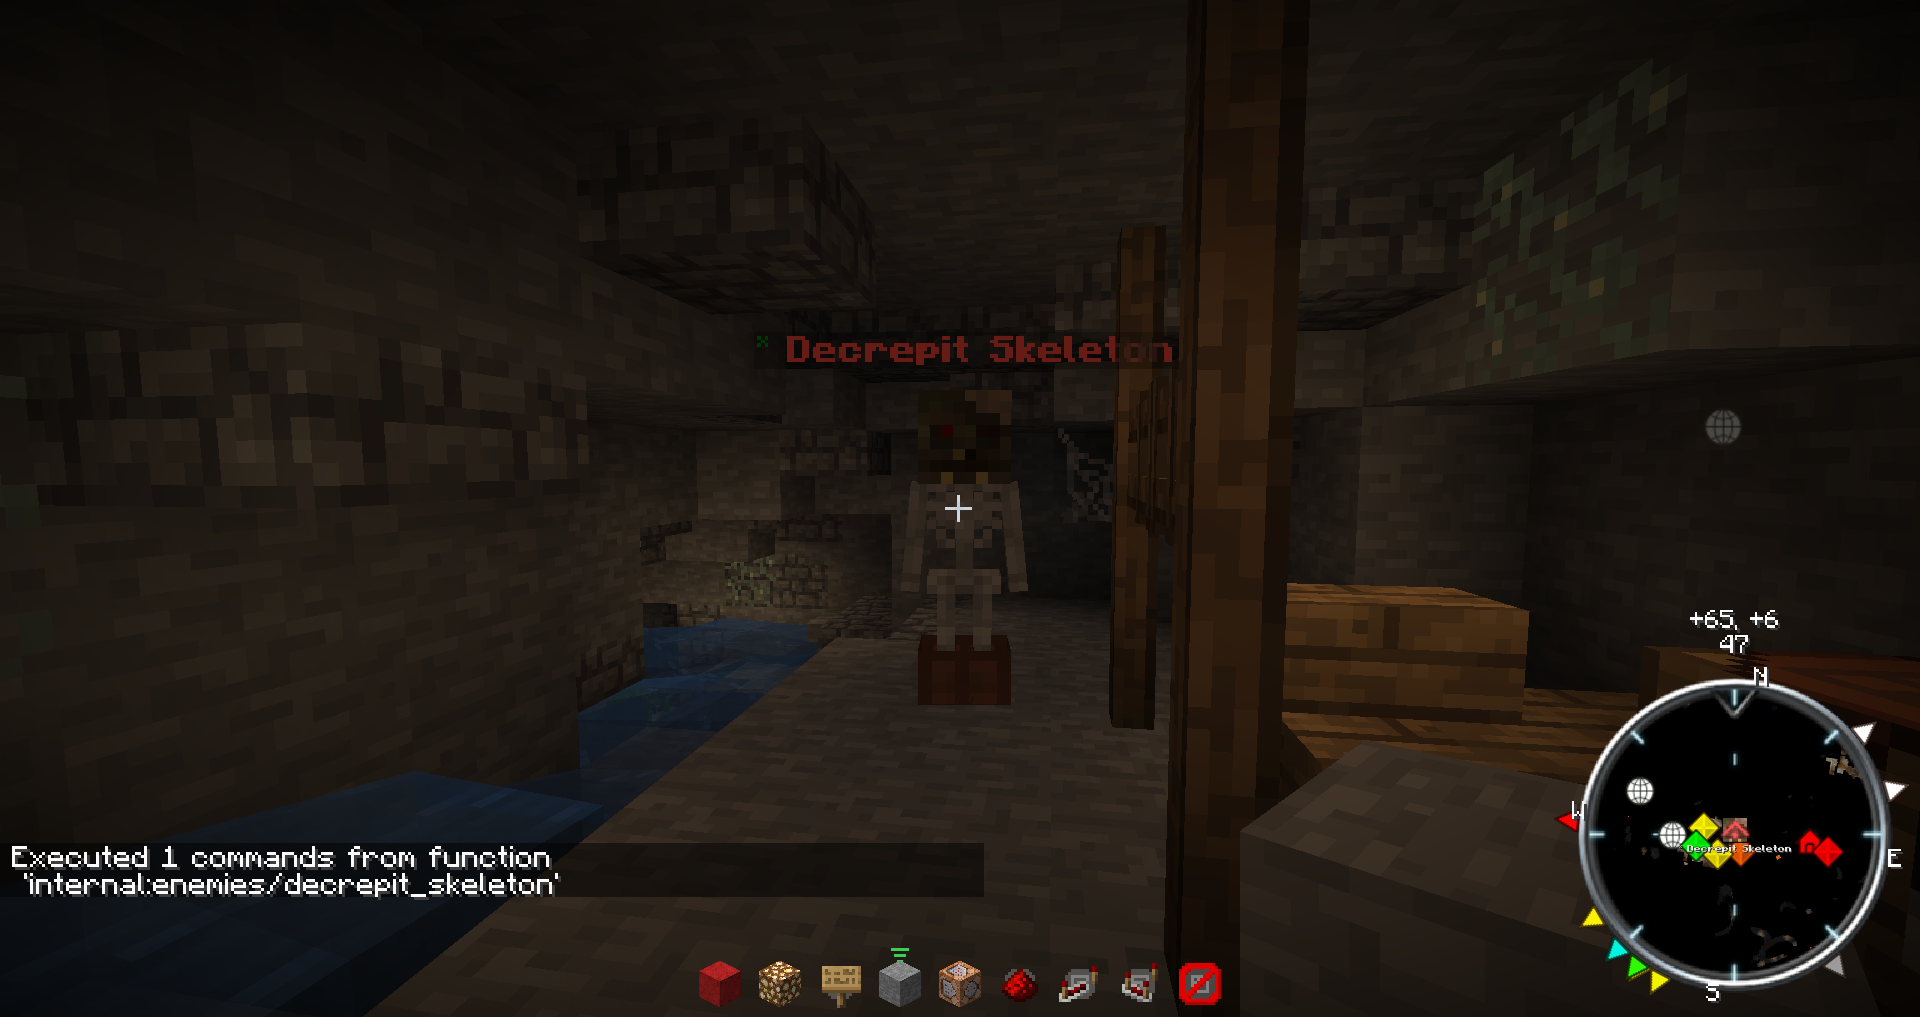 Decrepit Skeleton
+65, +6
47
N
W
Decrepit Skeleton
E
S
Executed 1 commands from function
'internal:enemies/decrepit_skeleton'